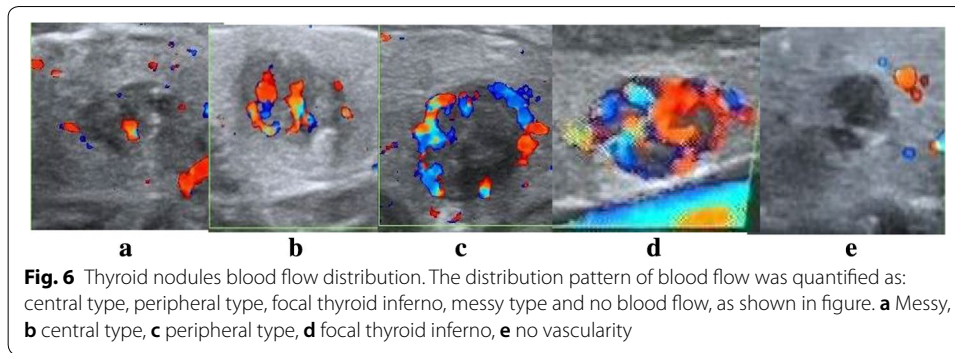 a b c d e
Fig. 6 Thyroid nodules blood flow distribution. The distribution pattern of blood flow was quantified as:
central type, peripheral type, focal thyroid inferno, messy type and no blood flow, as shown in figure. a Messy,
b central type, c peripheral type, d focal thyroid inferno, e no vascularity